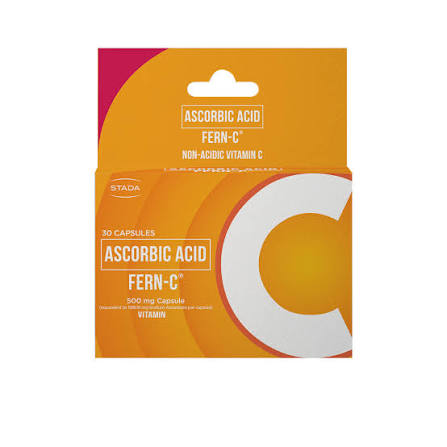 ASCORBIC ACID
FERN-C®
NON-ACIDIC VITAMIN C
STADA
30 CAPSULES
ASCORBIC ACID
FERN-C®
500 mg Capsule
VITAMIN
C